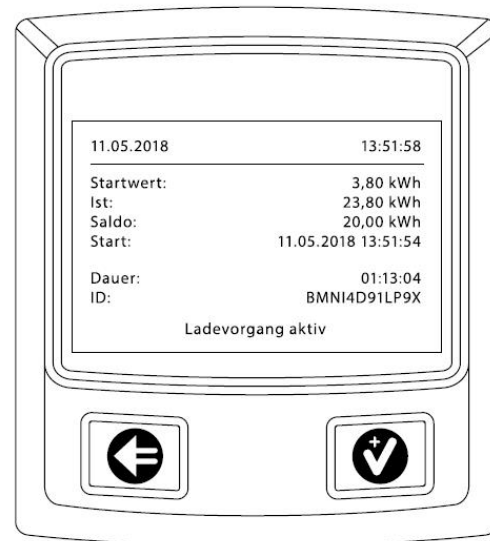 11.05.2018 13:51:58
Startwert: 3,80 kWh
Ist: 23,80 kWh
Saldo: 20,00 kWh
Start: 11.05.2018 13:51:54
Dauer: 01:13:04
ID: BMNI4D91LP9X
Ladevorgang aktiv